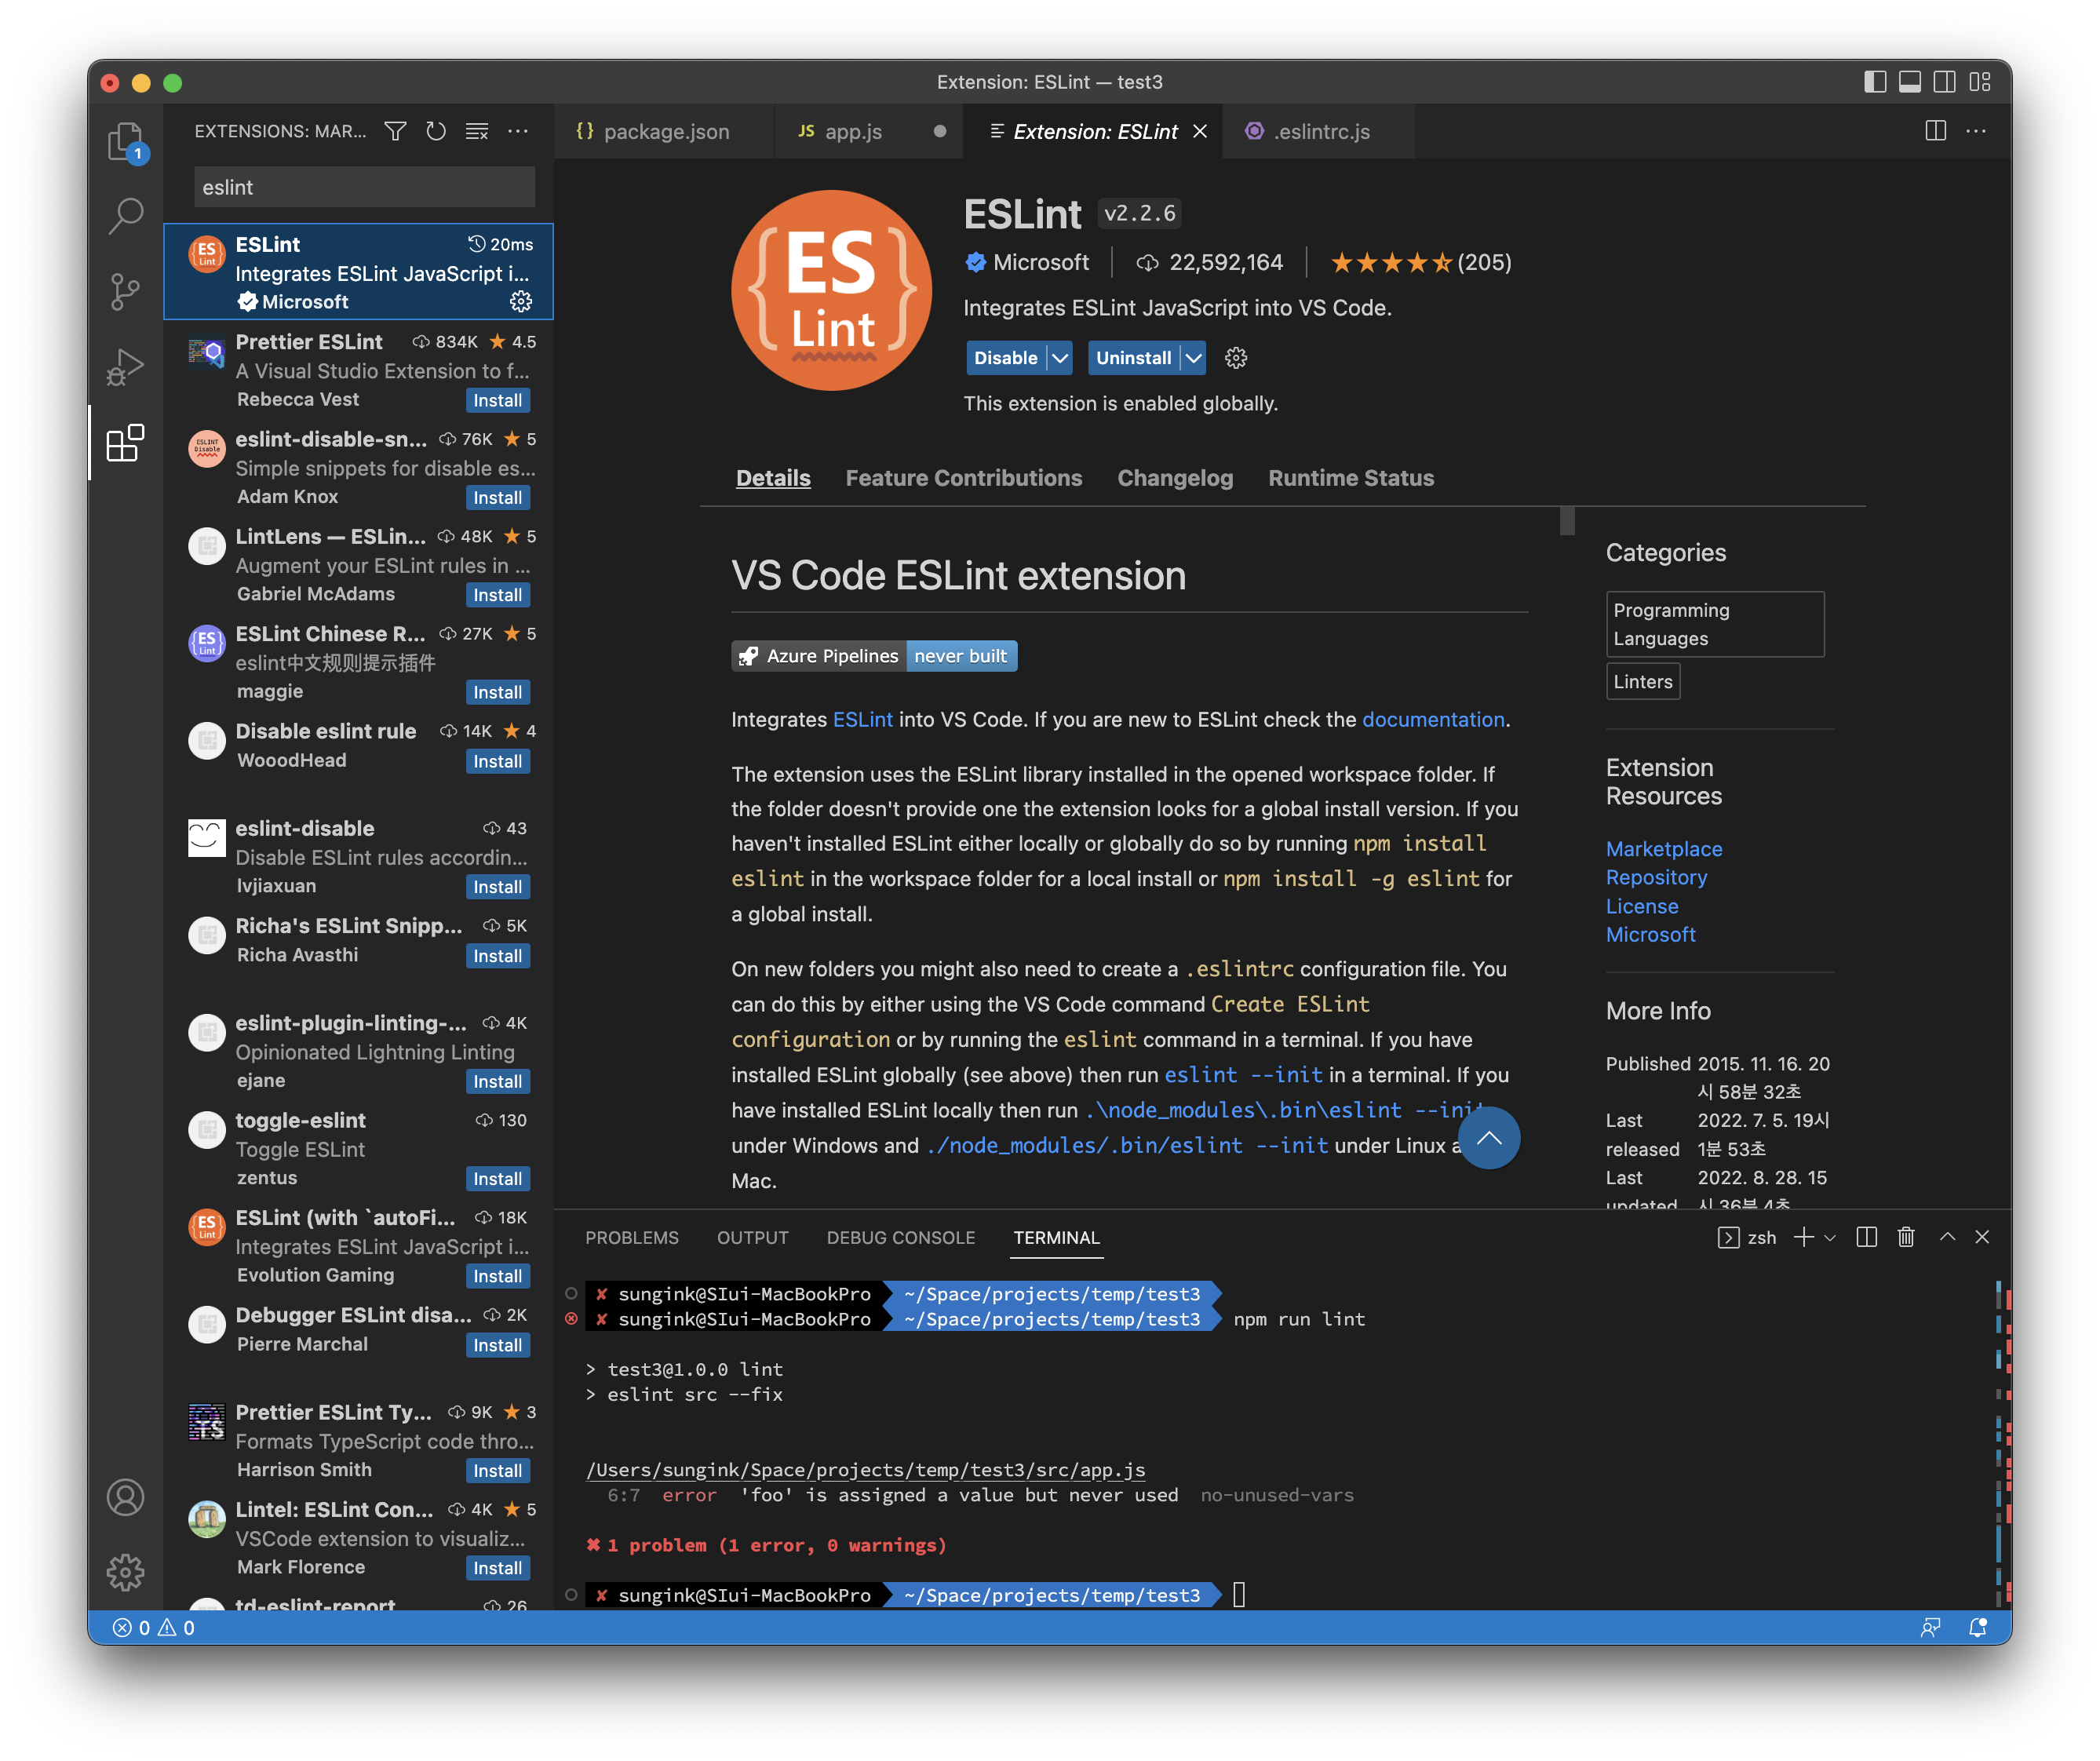 Extension: ESLint — test3
EXTENSIONS: MAR...
1
eslint
ESLint 20ms
Integrates ESLint JavaScript i...
Microsoft
Prettier ESLint 834K ★ 4.5
A Visual Studio Extension to f...
Rebecca Vest Install
eslint-disable-sn... 76K ★ 5
Simple snippets for disable es...
Adam Knox Install
LintLens — ESLin... 48K ★ 5
Augment your ESLint rules in ...
Gabriel McAdams Install
ESLint Chinese R... 27K ★ 5
eslint中文规则提示插件
maggie Install
Disable eslint rule 14K ★ 4
WooodHead Install
eslint-disable 43
Disable ESLint rules accordin...
lvjiaxuan Install
Richa's ESLint Snipp... 5K
Richa Avasthi Install
eslint-plugin-linting-... 4K
Opinionated Lightning Linting
ejane Install
toggle-eslint 130
Toggle ESLint
zentus Install
ESLint (with `autoFi... 18K
Integrates ESLint JavaScript i...
Evolution Gaming Install
Debugger ESLint disa... 2K
Pierre Marchal Install
Prettier ESLint Ty... 9K ★ 3
Formats TypeScript code thro...
Harrison Smith Install
Lintel: ESLint Con... 4K ★ 5
VSCode extension to visualiz...
Mark Florence Install
td-eslint-report 26
{} package.json JS app.js Extension: ESLint .eslintrc.js
{ES Lint}
ESLint v2.2.6
Microsoft | 22,592,164 | ★★★★⯪ (205)
Integrates ESLint JavaScript into VS Code.
Disable Uninstall
This extension is enabled globally.
Details Feature Contributions Changelog Runtime Status
VS Code ESLint extension
Azure Pipelines never built
Integrates ESLint into VS Code. If you are new to ESLint check the documentation.
The extension uses the ESLint library installed in the opened workspace folder. If
the folder doesn't provide one the extension looks for a global install version. If you
haven't installed ESLint either locally or globally do so by running npm install
eslint in the workspace folder for a local install or npm install -g eslint for
a global install.
On new folders you might also need to create a .eslintrc configuration file. You
can do this by either using the VS Code command Create ESLint
configuration or by running the eslint command in a terminal. If you have
installed ESLint globally (see above) then run eslint --init in a terminal. If you
have installed ESLint locally then run .\node_modules\.bin\eslint --init
under Windows and ./node_modules/.bin/eslint --init under Linux
Mac.
Categories
Programming
Languages
Linters
Extension
Resources
Marketplace
Repository
License
Microsoft
More Info
Published 2015. 11. 16. 20
시 58분 32초
Last 2022. 7. 5. 19시
released 1분 53초
Last 2022. 8. 28. 15
updated 시 36분 4초
PROBLEMS OUTPUT DEBUG CONSOLE TERMINAL zsh
✘ sungink@SIui-MacBookPro ~/Space/projects/temp/test3
✘ sungink@SIui-MacBookPro ~/Space/projects/temp/test3 npm run lint
> test3@1.0.0 lint
> eslint src --fix
/Users/sungink/Space/projects/temp/test3/src/app.js
6:7 error 'foo' is assigned a value but never used no-unused-vars
✖ 1 problem (1 error, 0 warnings)
✘ sungink@SIui-MacBookPro ~/Space/projects/temp/test3
0 0